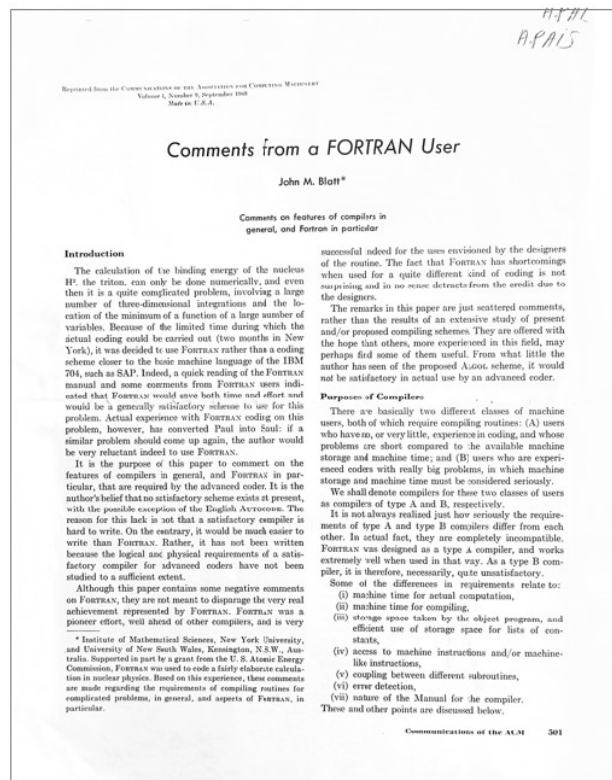 A.PAIS
Reprinted from the COMMUNICATIONS OF THE ASSOCIATION FOR COMPUTING MACHINERY
Volume 3, Number 9, September 1960
Made in U.S.A.
Comments from a FORTRAN User
John M. Blatt*
Comments on features of compilers in
general, and Fortran in particular
Introduction
The calculation of the binding energy of the nucleus
H³, the triton, can only be done numerically, and even
then it is quite a complicated problem, involving a large
number of three-dimensional integrations and the lo-
cation of the minimum of a function of a large number of
variables. Because of the limited time during which the
actual coding could be carried out (two months in New
York), it was decided to use FORTRAN rather than a coding
scheme closer to the basic machine language of the IBM
704, such as SAP. Indeed, a quick reading of the FORTRAN
manual and some comments from FORTRAN users indi-
cated that FORTRAN would save both time and effort and
would be a generally satisfactory scheme to use for this
problem. Actual experience with FORTRAN coding on this
problem, however, has converted Paul into Saul: if a
similar problem should come up again, the author would
be very reluctant indeed to use FORTRAN.
It is the purpose of this paper to comment on the
features of compilers in general, and FORTRAN in par-
ticular, that are required by the advanced coder. It is the
author's belief that no satisfactory scheme exists at present,
with the possible exception of the English AUTOCODE. The
reason for this lack is not that a satisfactory compiler is
hard to write. On the contrary, it would be much easier to
write than FORTRAN. Rather, it has not been written
because the logical and physical requirements of a satis-
factory compiler for advanced coders have not been
studied to a sufficient extent.
Although this paper contains some negative comments
on FORTRAN, they are not meant to disparage the very real
achievement represented by FORTRAN. FORTRAN was a
pioneer effort, well ahead of other compilers, and is very
* Institute of Mathematical Sciences, New York University,
and University of New South Wales, Kensington, N.S.W., Aus-
tralia. Supported in part by a grant from the U. S. Atomic Energy
Commission, FORTRAN was used to code a fairly elaborate calcula-
tion in nuclear physics. Based on this experience, these comments
are made regarding the requirements of compiling routines for
complicated problems, in general, and aspects of FORTRAN, in
particular.
successful indeed for the uses envisioned by the designers
of the routine. The fact that FORTRAN has shortcomings
when used for a quite different kind of coding is not
surprising and in no sense detracts from the credit due to
the designers.
The remarks in this paper are just scattered comments,
rather than the results of an extensive study of present
and/or proposed compiling schemes. They are offered with
the hope that others, more experienced in this field, may
perhaps find some of them useful. From what little the
author has seen of the proposed ALGOL scheme, it would
not be satisfactory in actual use by an advanced coder.
Purposes of Compilers
There are basically two different classes of machine
users, both of which require compiling routines: (A) users
who have no, or very little, experience in coding, and whose
problems are short compared to the available machine
storage and machine time; and (B) users who are experi-
enced coders with really big problems, in which machine
storage and machine time must be considered seriously.
We shall denote compilers for these two classes of users
as compilers of type A and B, respectively.
It is not always realized just how seriously the require-
ments of type A and type B compilers differ from each
other. In actual fact, they are completely incompatible.
FORTRAN was designed as a type A compiler, and works
extremely well when used in that way. As a type B com-
piler, it is therefore, necessarily, quite unsatisfactory.
Some of the differences in requirements relate to:
(i) machine time for actual computation,
(ii) machine time for compiling,
(iii) storage space taken by the object program, and
efficient use of storage space for lists of con-
stants,
(iv) access to machine instructions and/or machine-
like instructions,
(v) coupling between different subroutines,
(vi) error detection,
(vii) nature of the Manual for the compiler.
These and other points are discussed below.
Communications of the ACM 501